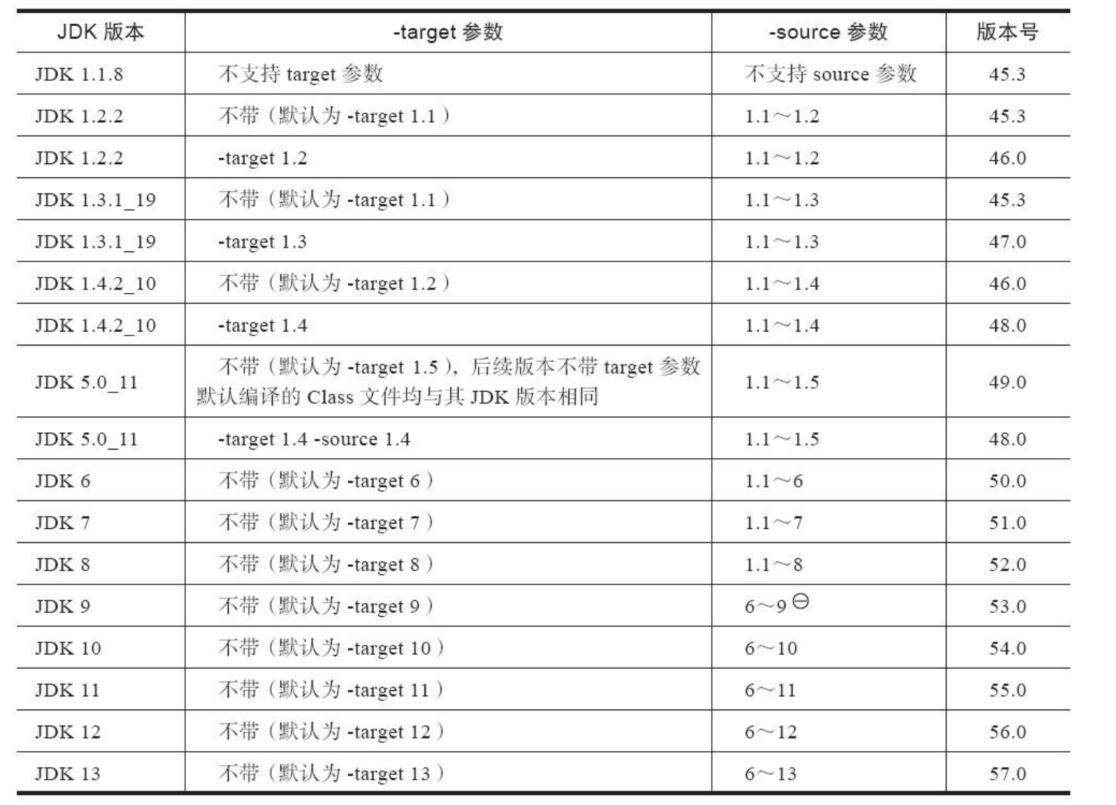 JDK 版本 -target 参数 -source 参数 版本号
JDK 1.1.8 不支持 target 参数 不支持 source 参数 45.3
JDK 1.2.2 不带（默认为 -target 1.1） 1.1～1.2 45.3
JDK 1.2.2 -target 1.2 1.1～1.2 46.0
JDK 1.3.1_19 不带（默认为 -target 1.1） 1.1～1.3 45.3
JDK 1.3.1_19 -target 1.3 1.1～1.3 47.0
JDK 1.4.2_10 不带（默认为 -target 1.2） 1.1～1.4 46.0
JDK 1.4.2_10 -target 1.4 1.1～1.4 48.0
JDK 5.0_11 不带（默认为 -target 1.5），后续版本不带 target 参数
默认编译的 Class 文件均与其 JDK 版本相同 1.1～1.5 49.0
JDK 5.0_11 -target 1.4 -source 1.4 1.1～1.5 48.0
JDK 6 不带（默认为 -target 6） 1.1～6 50.0
JDK 7 不带（默认为 -target 7） 1.1～7 51.0
JDK 8 不带（默认为 -target 8） 1.1～8 52.0
JDK 9 不带（默认为 -target 9） 6～9 ⊖ 53.0
JDK 10 不带（默认为 -target 10） 6～10 54.0
JDK 11 不带（默认为 -target 11） 6～11 55.0
JDK 12 不带（默认为 -target 12） 6～12 56.0
JDK 13 不带（默认为 -target 13） 6～13 57.0